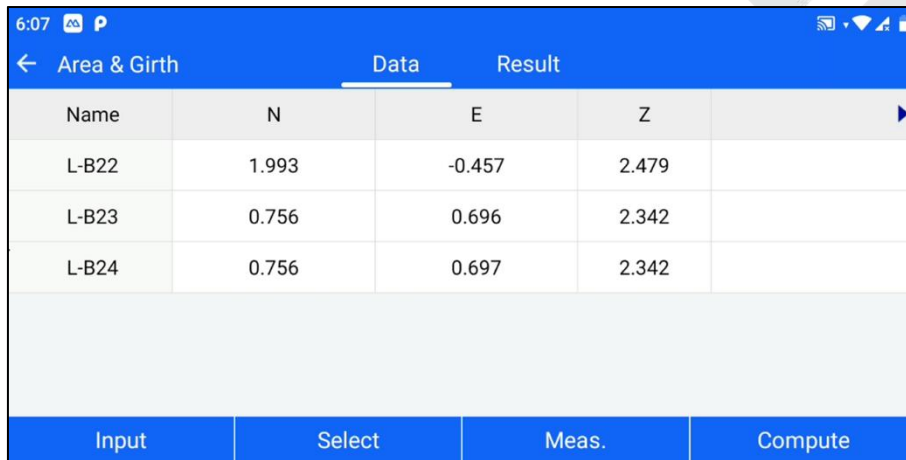 6:07
Area & Girth Data Result
Name N E Z
L-B22 1.993 -0.457 2.479
L-B23 0.756 0.696 2.342
L-B24 0.756 0.697 2.342
Input Select Meas. Compute